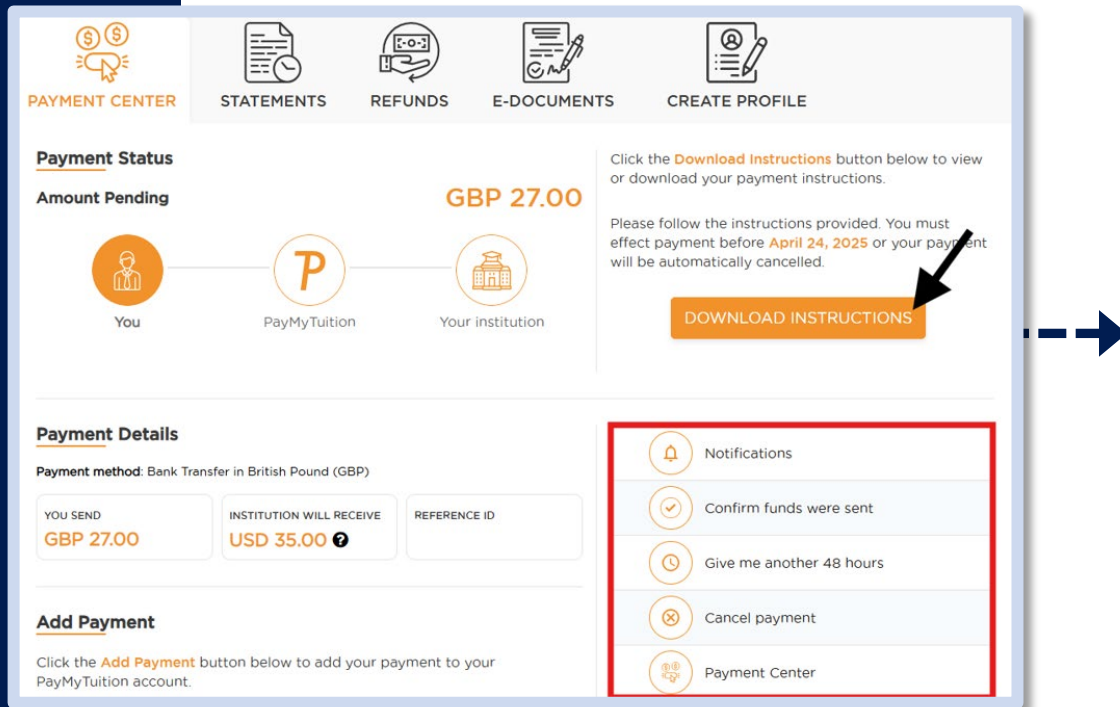 PAYMENT CENTER
STATEMENTS
REFUNDS
E-DOCUMENTS
CREATE PROFILE
Payment Status
Amount Pending
GBP 27.00
You
PayMyTuition
Your institution
Click the Download Instructions button below to view
or download your payment instructions.
Please follow the instructions provided. You must
effect payment before April 24, 2025 or your payment
will be automatically cancelled.
DOWNLOAD INSTRUCTIONS
Payment Details
Payment method: Bank Transfer in British Pound (GBP)
YOU SEND
GBP 27.00
INSTITUTION WILL RECEIVE
USD 35.00 ?
REFERENCE ID
Add Payment
Click the Add Payment button below to add your payment to your
PayMyTuition account.
Notifications
Confirm funds were sent
Give me another 48 hours
Cancel payment
Payment Center